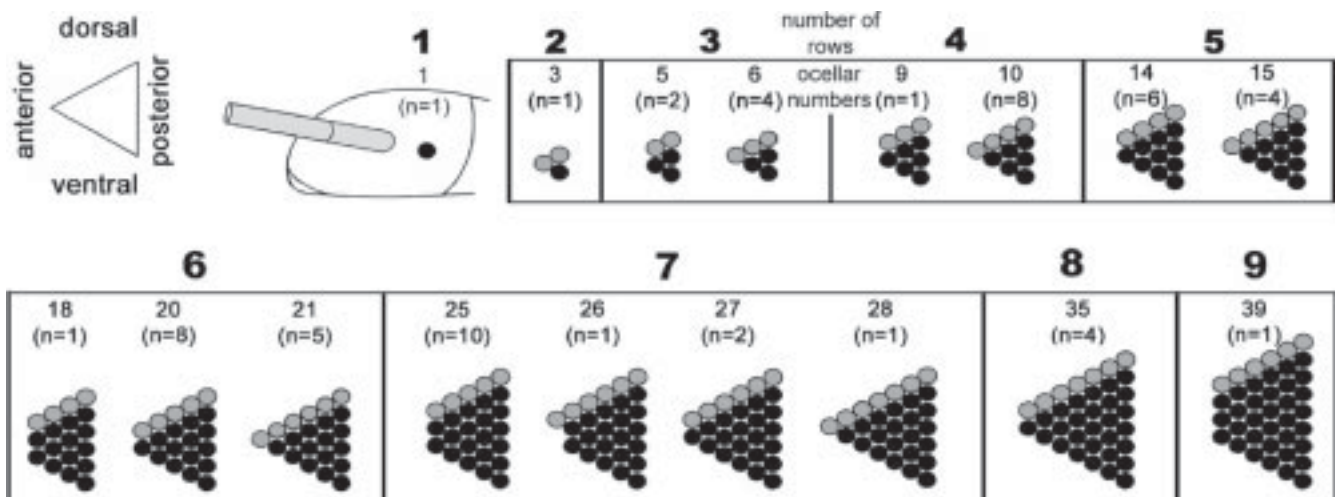 dorsal
anterior
posterior
ventral
1
1
(n=1)
number of
rows
ocellar
numbers
2
3
(n=1)
3
5
(n=2)
6
(n=4)
4
9
(n=1)
10
(n=8)
5
14
(n=6)
15
(n=4)
6
18
(n=1)
20
(n=8)
21
(n=5)
7
25
(n=10)
26
(n=1)
27
(n=2)
28
(n=1)
8
35
(n=4)
9
39
(n=1)